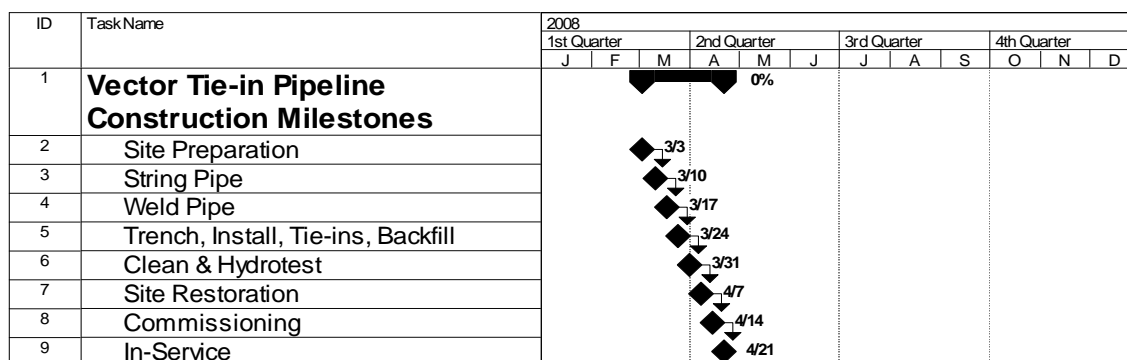 ID Task Name 2008
1st Quarter 2nd Quarter 3rd Quarter 4th Quarter
J F M A M J J A S O N D
1 Vector Tie-in Pipeline 0%
Construction Milestones
2 Site Preparation 3/3
3 String Pipe 3/10
4 Weld Pipe 3/17
5 Trench, Install, Tie-ins, Backfill 3/24
6 Clean & Hydrotest 3/31
7 Site Restoration 4/7
8 Commissioning 4/14
9 In-Service 4/21